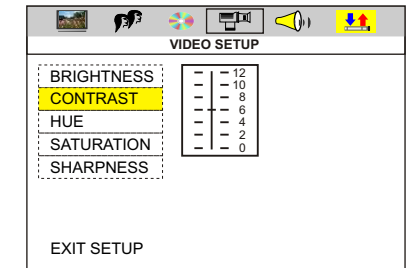 VIDEO SETUP
BRIGHTNESS
CONTRAST
HUE
SATURATION
SHARPNESS
12
10
8
6
4
2
0
EXIT SETUP